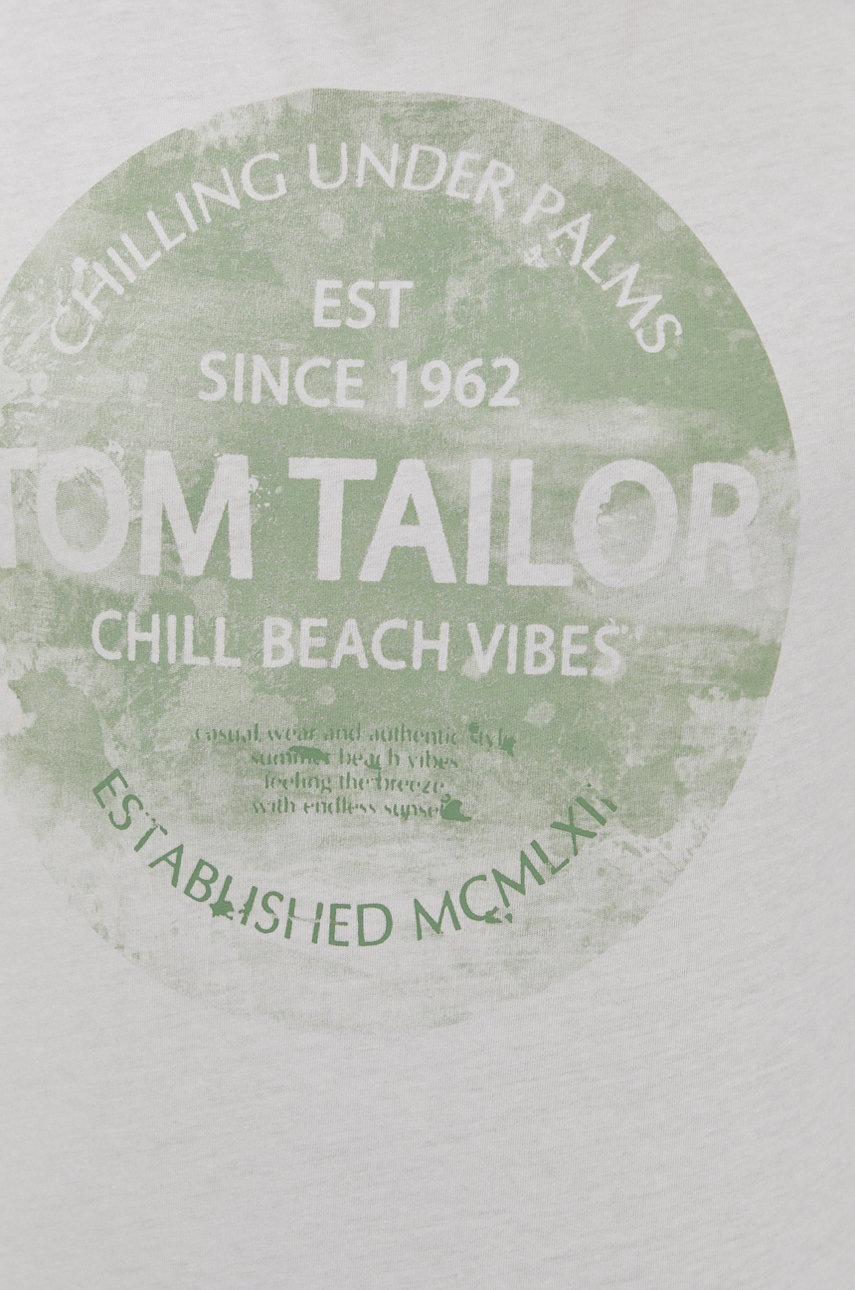 CHILLING UNDER PALMS
EST
SINCE 1962
TOM TAILOR
CHILL BEACH VIBES
casual wear and authentic style
summer beach vibes
feeling the breeze
with endless sunset
ESTABLISHED MCMLXII